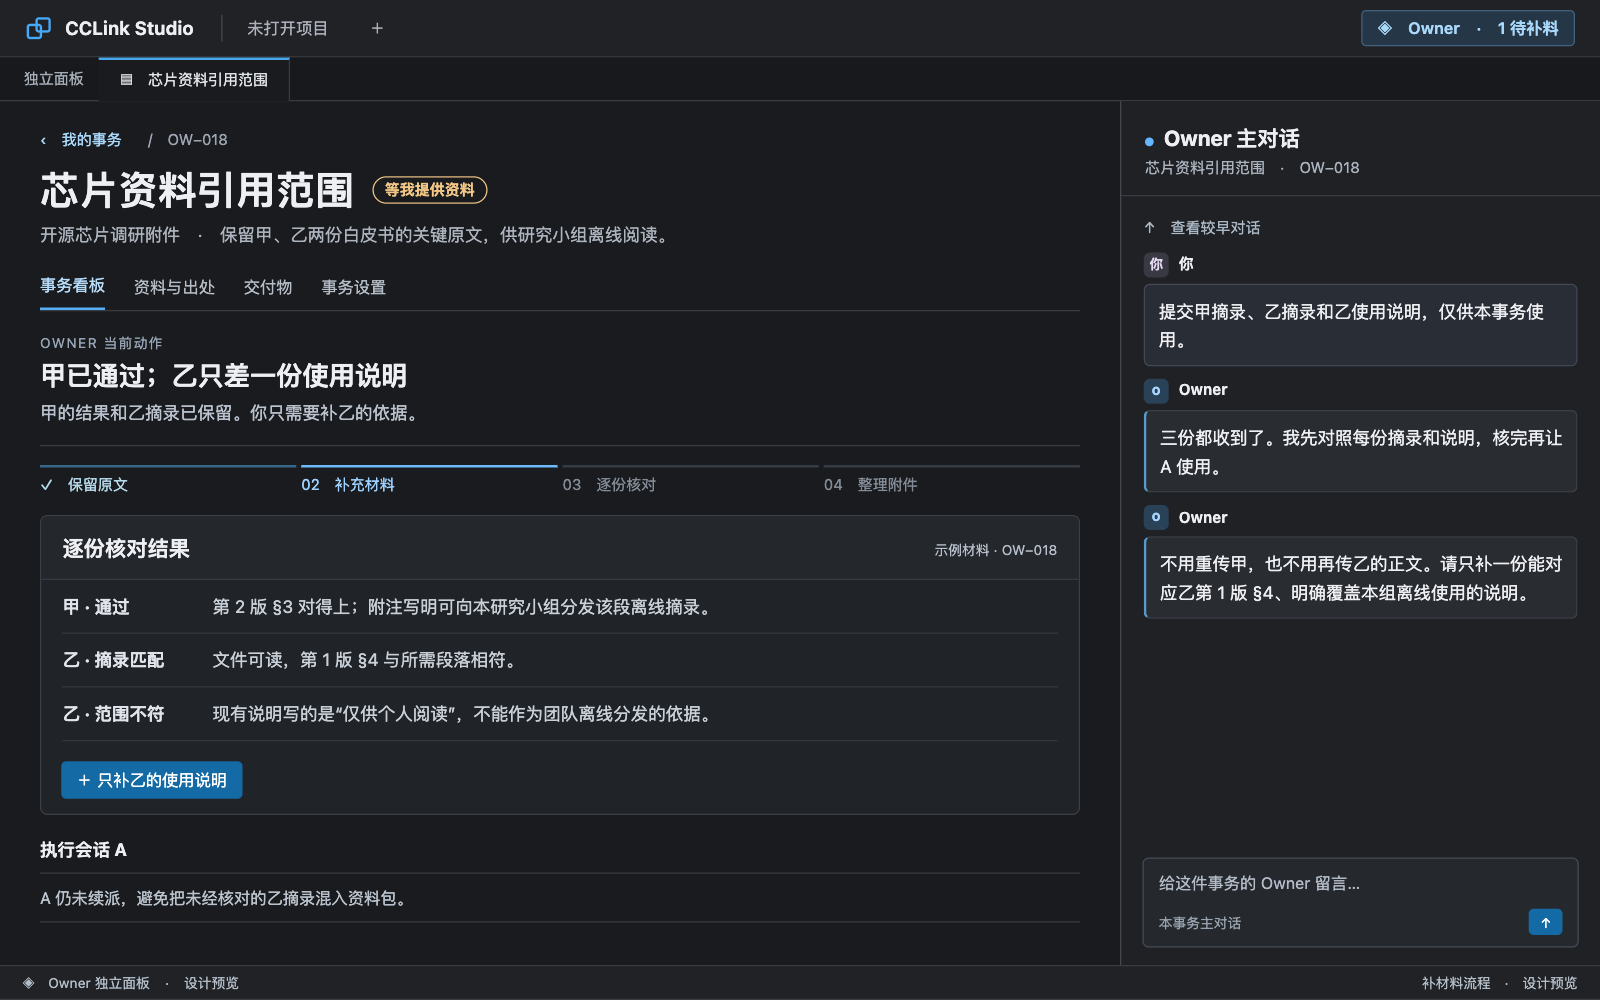 CCLink Studio
未打开项目
+
◈ Owner · 1 待补料
独立面板
芯片资料引用范围
‹ 我的事务 / OW-018
芯片资料引用范围
等我提供资料
开源芯片调研附件 · 保留甲、乙两份白皮书的关键原文，供研究小组离线阅读。
事务看板
资料与出处
交付物
事务设置
OWNER 当前动作
甲已通过；乙只差一份使用说明
甲的结果和乙摘录已保留。你只需要补乙的依据。
✓ 保留原文
02 补充材料
03 逐份核对
04 整理附件
逐份核对结果
示例材料 · OW-018
甲 · 通过
第 2 版 §3 对得上；附注写明可向本研究小组分发该段离线摘录。
乙 · 摘录匹配
文件可读，第 1 版 §4 与所需段落相符。
乙 · 范围不符
现有说明写的是“仅供个人阅读”，不能作为团队离线分发的依据。
+ 只补乙的使用说明
执行会话 A
A 仍未续派，避免把未经核对的乙摘录混入资料包。
Owner 主对话
芯片资料引用范围 · OW-018
↑ 查看较早对话
你 你
提交甲摘录、乙摘录和乙使用说明，仅供本事务使
用。
O Owner
三份都收到了。我先对照每份摘录和说明，核完再让
A 使用。
O Owner
不用重传甲，也不用再传乙的正文。请只补一份能对
应乙第 1 版 §4、明确覆盖本组离线使用的说明。
给这件事务的 Owner 留言...
本事务主对话
↑
◈ Owner 独立面板 · 设计预览
补材料流程 · 设计预览